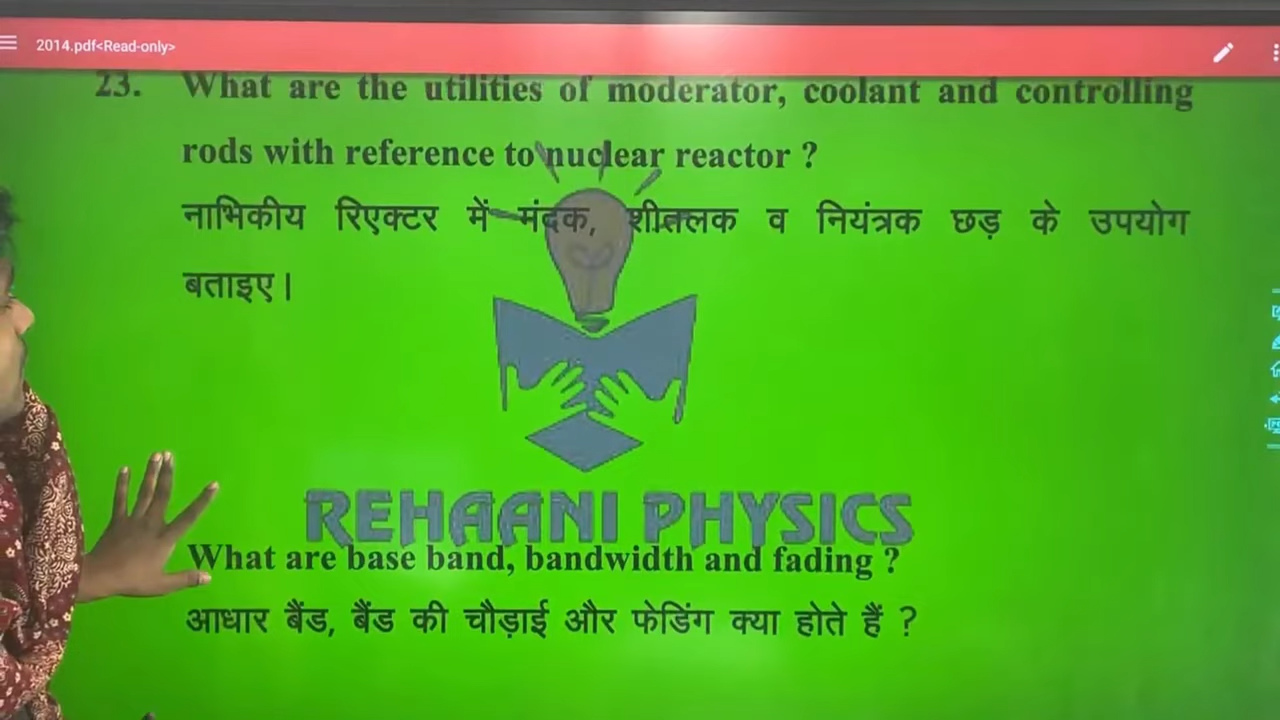 2014.pdf<Read-only>
23. What are the utilities of moderator, coolant and controlling
rods with reference to nuclear reactor ?
नाभिकीय रिएक्टर में मंदक, शीतलक व नियंत्रक छड़ के उपयोग
बताइए।
REHAANI PHYSICS
What are base band, bandwidth and fading ?
आधार बैंड, बैंड की चौड़ाई और फेडिंग क्या होते हैं ?